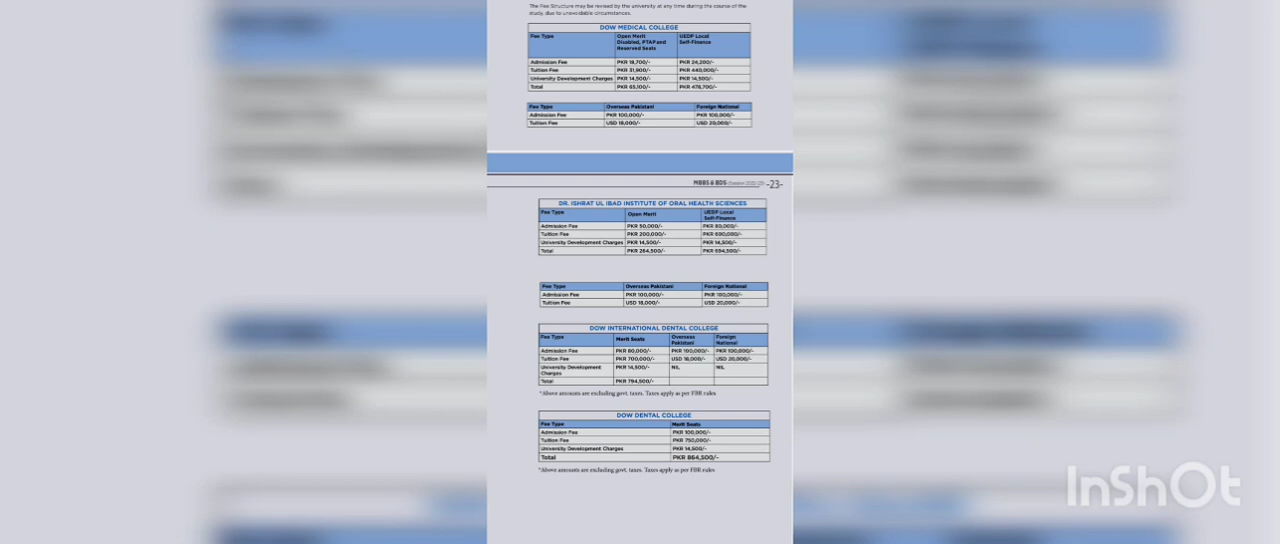 The Fee Structure may be revised by the university at any time during the course of the
study, due to unavoidable circumstances.
DOW MEDICAL COLLEGE
Fee Type Open Merit Disabled, PTAP and Reserved Seats UEDP Local Self-Finance
Admission Fee PKR 18,700/- PKR 24,200/-
Tuition Fee PKR 31,900/- PKR 440,000/-
University Development Charges PKR 14,500/- PKR 14,500/-
Total PKR 65,100/- PKR 478,700/-
Fee Type Overseas Pakistani Foreign National
Admission Fee PKR 100,000/- PKR 100,000/-
Tuition Fee USD 18,000/- USD 20,000/-
MBBS & BDS -23-
DR. ISHRAT UL IBAD INSTITUTE OF ORAL HEALTH SCIENCES
Fee Type Open Merit UEDP Local Self-Finance
Admission Fee PKR 50,000/- PKR 80,000/-
Tuition Fee PKR 200,000/-
University Development Charges PKR 14,500/- PKR 14,500/-
Total PKR 264,500/-
Fee Type Overseas Pakistani Foreign National
Admission Fee PKR 100,000/- PKR 100,000/-
Tuition Fee USD 18,000/- USD 20,000/-
DOW INTERNATIONAL DENTAL COLLEGE
Fee Type Merit Seats Overseas Pakistani Foreign National
Admission Fee PKR 80,000/- PKR 100,000/- PKR 100,000/-
Tuition Fee PKR 700,000/- USD 18,000/- USD 20,000/-
University Development Charges PKR 14,500/- NIL NIL
Total PKR 794,500/-
*Above amounts are excluding govt. taxes. Taxes apply as per FBR rules
DOW DENTAL COLLEGE
Fee Type Merit Seats
Admission Fee PKR 100,000/-
Tuition Fee PKR 750,000/-
University Development Charges PKR 14,500/-
Total PKR 864,500/-
*Above amounts are excluding govt. taxes. Taxes apply as per FBR rules
InShOt